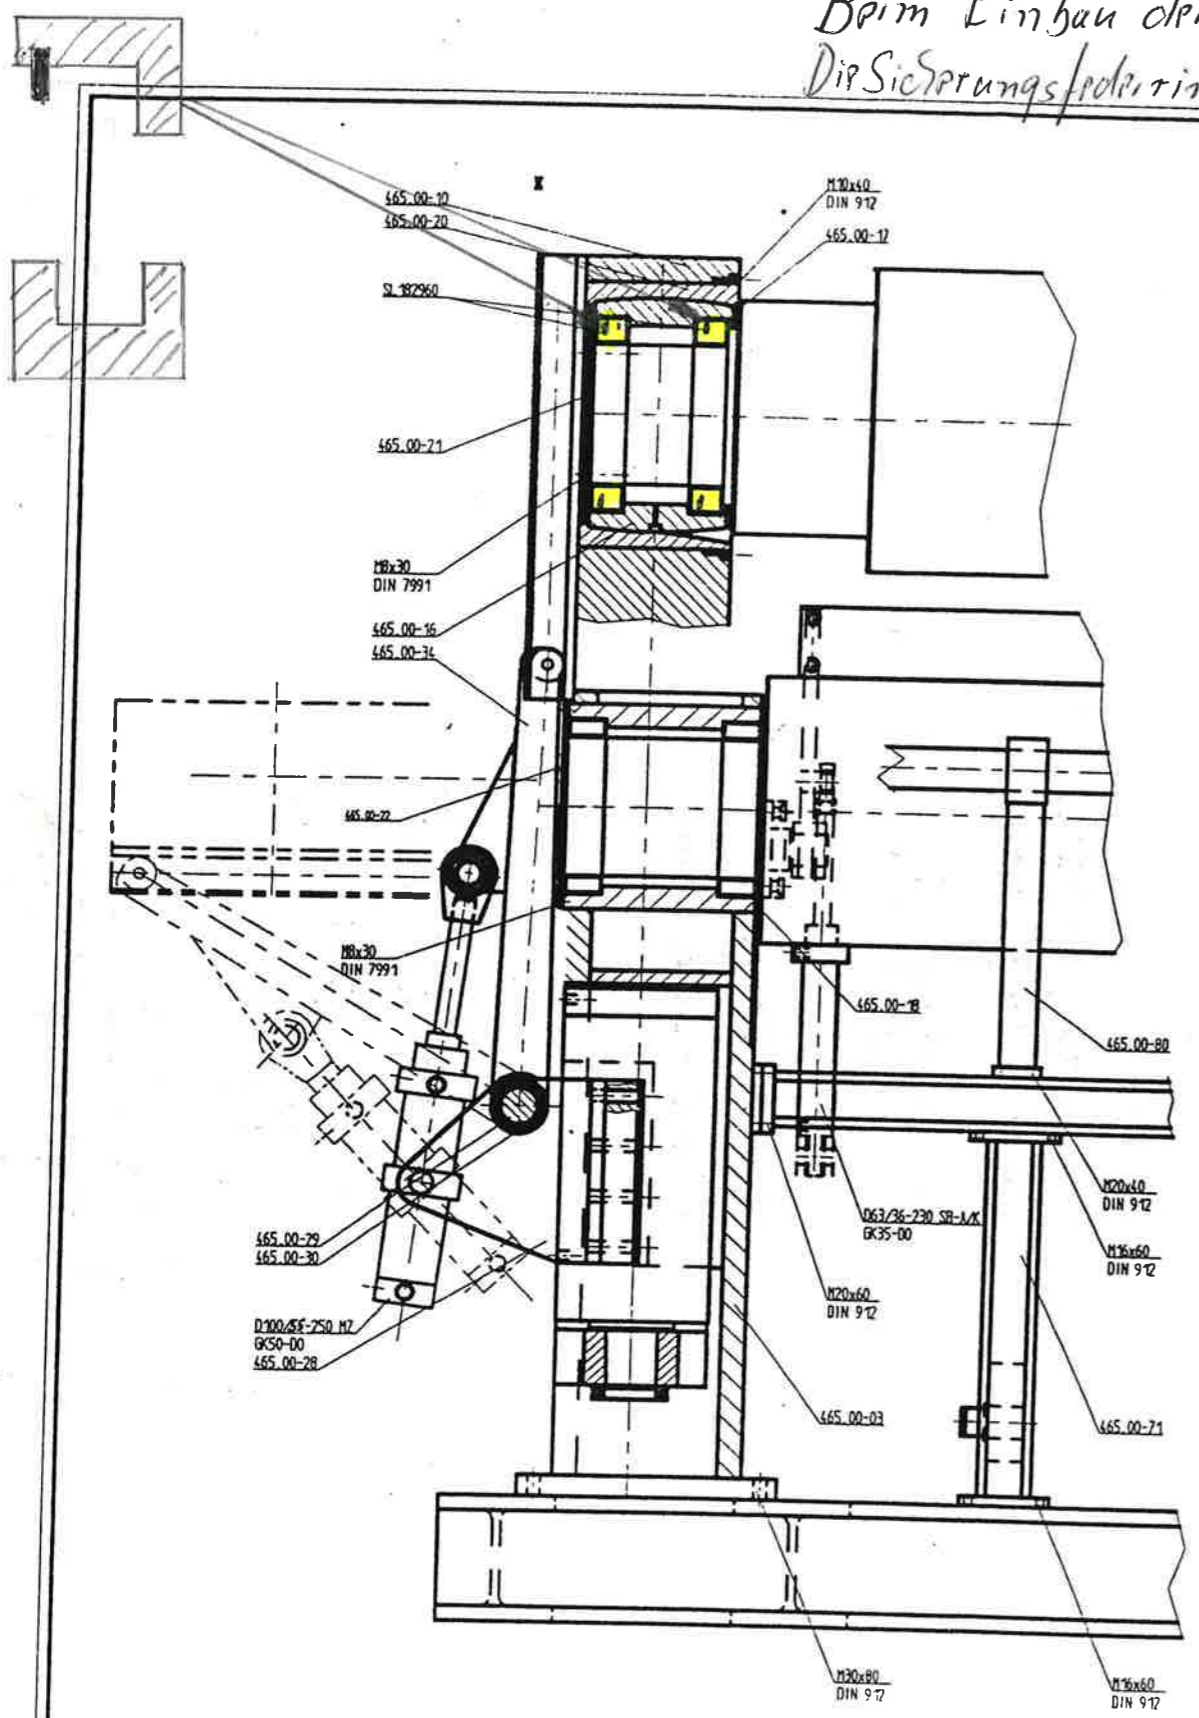 Beim Einbau der
Die Sicherungsfederrin
X
465.00-10
465.00-20
M10x40
DIN 912
465.00-17
SL 182960
465.00-21
M8x30
DIN 7991
465.00-16
465.00-34
465.00-22
M8x30
DIN 7991
465.00-18
465.00-80
465.00-29
465.00-30
D63/36-230 SB-A/K
GK35-DO
M20x40
DIN 912
M16x60
DIN 912
M20x60
DIN 912
D100/56-250 MZ
GK50-DO
465.00-28
465.00-03
465.00-71
M30x80
DIN 912
M16x60
DIN 912